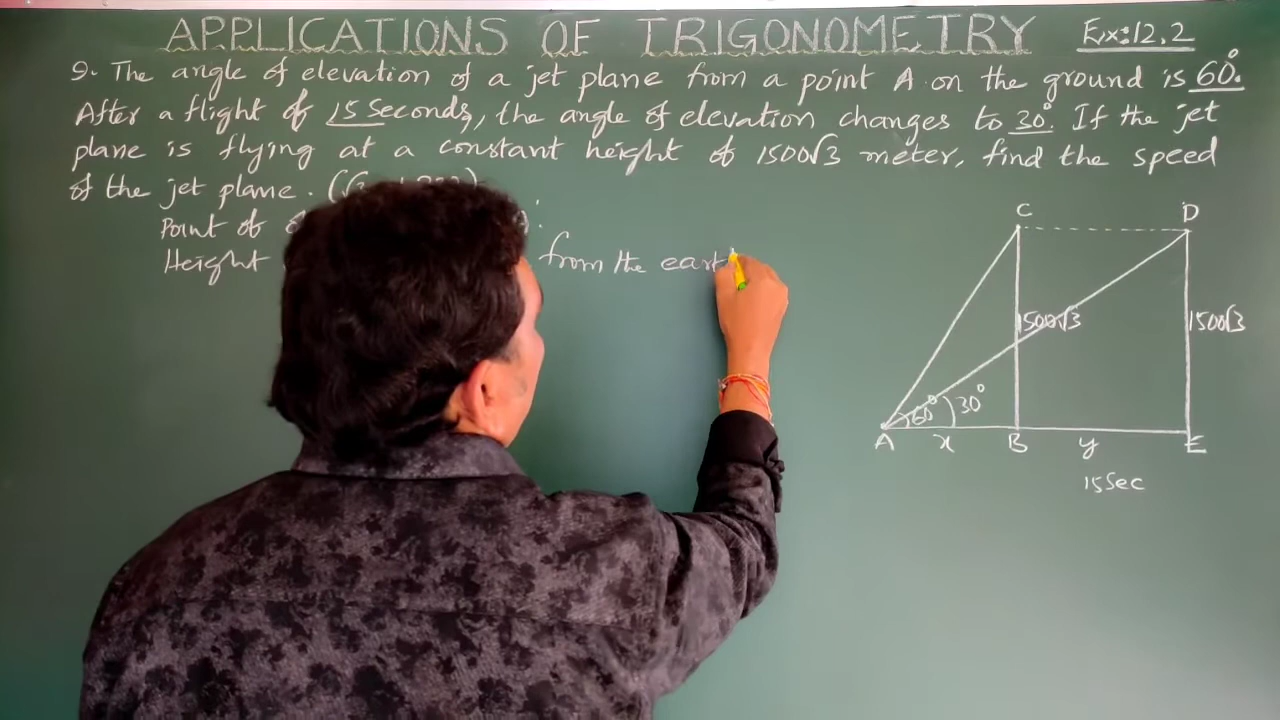 APPLICATIONS OF TRIGONOMETRY Ex:12.2
9. The angle of elevation of a jet plane from a point A on the ground is 60°.
After a flight of 15 Seconds, the angle of elevation changes to 30°. If the jet
plane is flying at a constant height of 1500√3 meter, find the speed
of the jet plane. (√3
Point of
Height from the eart
C D
1500√3 1500√3
60° 30°
A x B y E
15 Sec